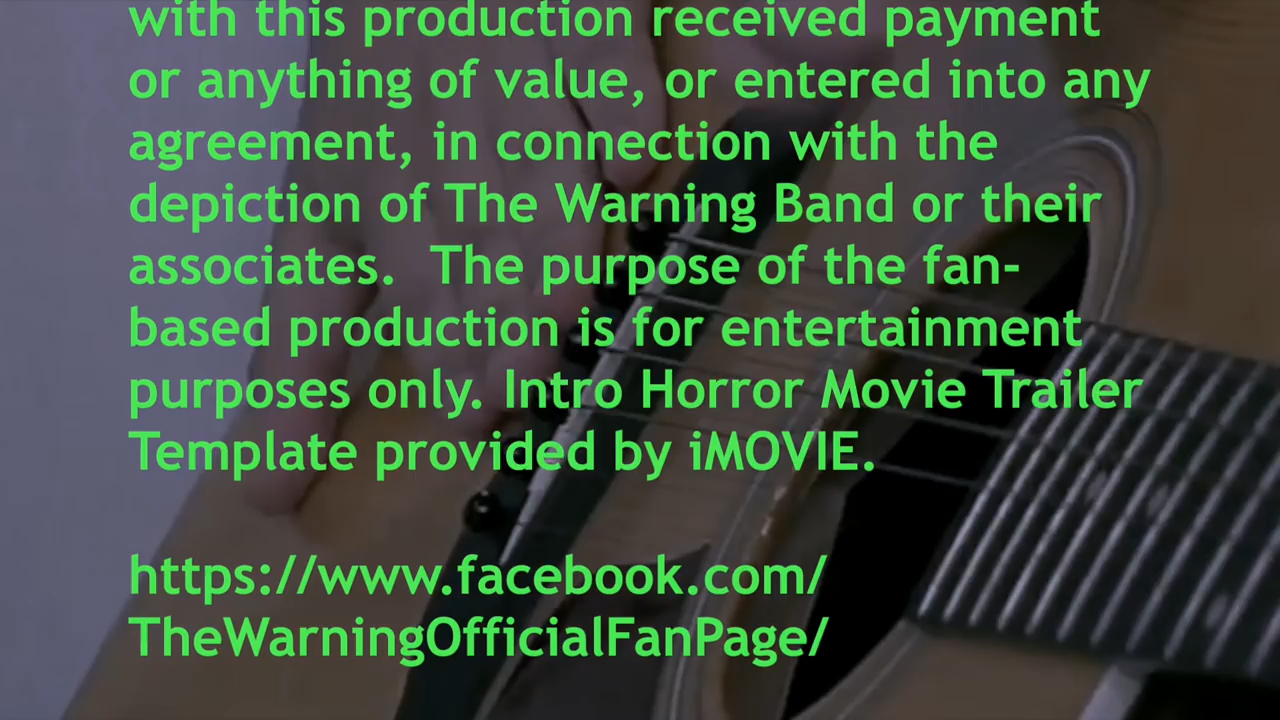 with this production received payment
or anything of value, or entered into any
agreement, in connection with the
depiction of The Warning Band or their
associates.  The purpose of the fan-
based production is for entertainment
purposes only. Intro Horror Movie Trailer
Template provided by iMOVIE.
https://www.facebook.com/
TheWarningOfficialFanPage/